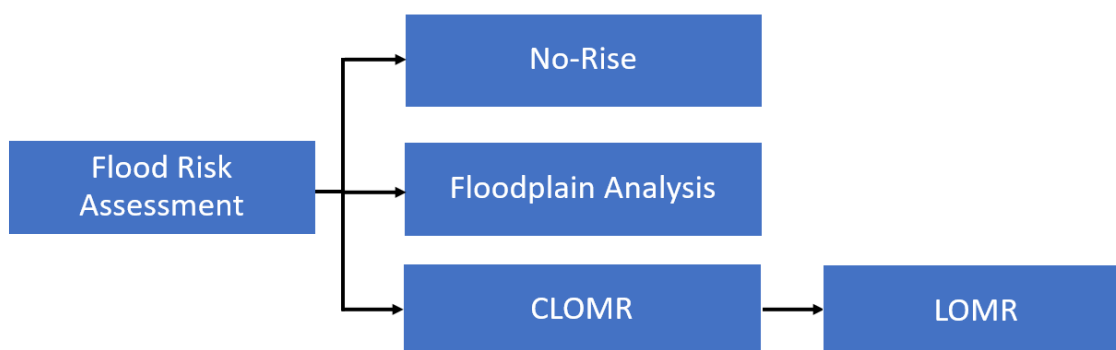 No-Rise
Flood Risk
Assessment
Floodplain Analysis
CLOMR
LOMR